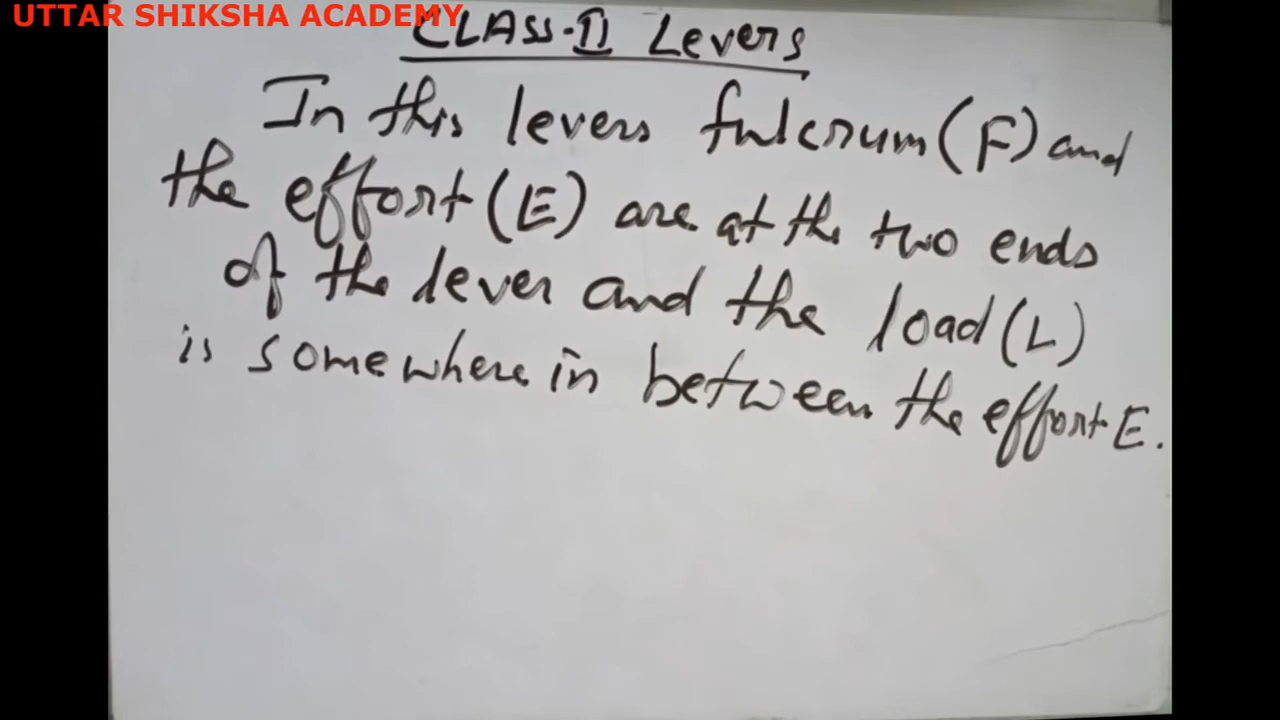 UTTAR SHIKSHA ACADEMY
CLASS-II Levers
In this levers fulcrum (F) and
the effort (E) are at the two ends
of the lever and the load (L)
is somewhere in between the effort E.